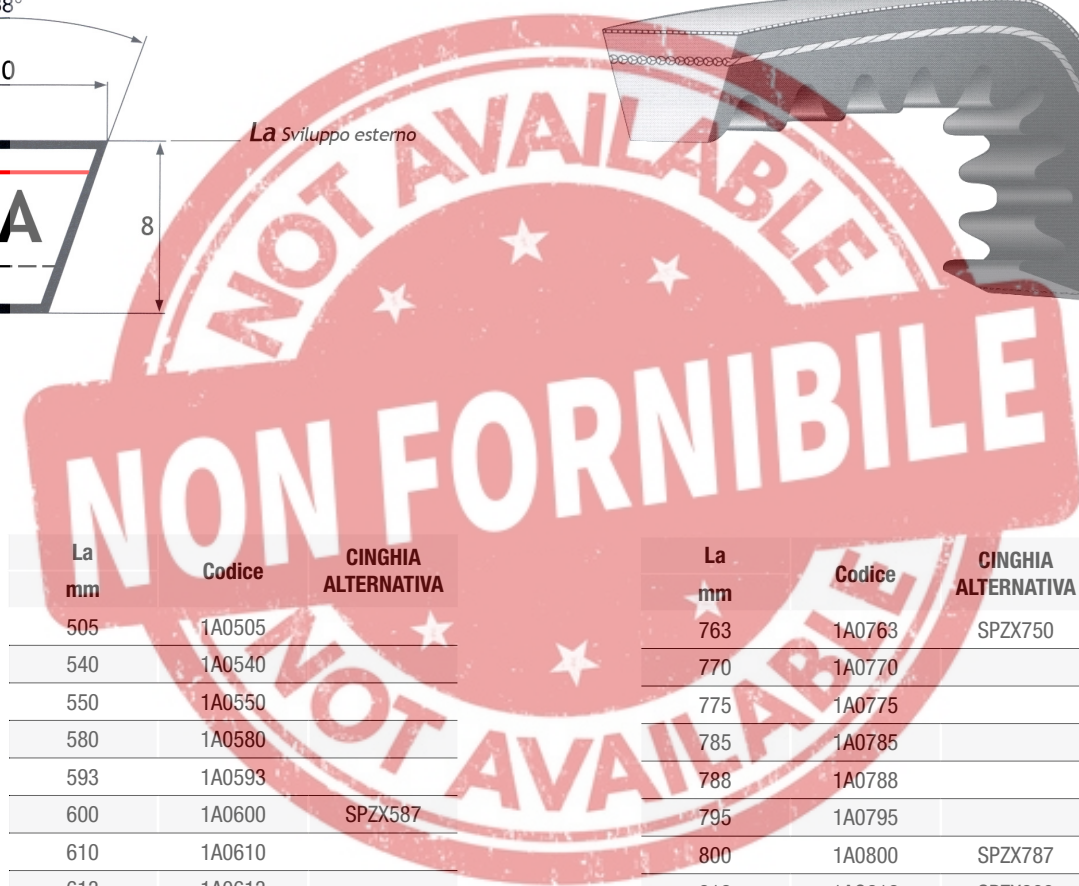 8°
0
La Sviluppo esterno
A
8
NOT AVAILABLE
NON FORNIBILE
NOT AVAILABLE
La mm Codice CINGHIA ALTERNATIVA
505 1A0505
540 1A0540
550 1A0550
580 1A0580
593 1A0593
600 1A0600 SPZX587
610 1A0610
La mm Codice CINGHIA ALTERNATIVA
763 1A0763 SPZX750
770 1A0770
775 1A0775
785 1A0785
788 1A0788
795 1A0795
800 1A0800 SPZX787